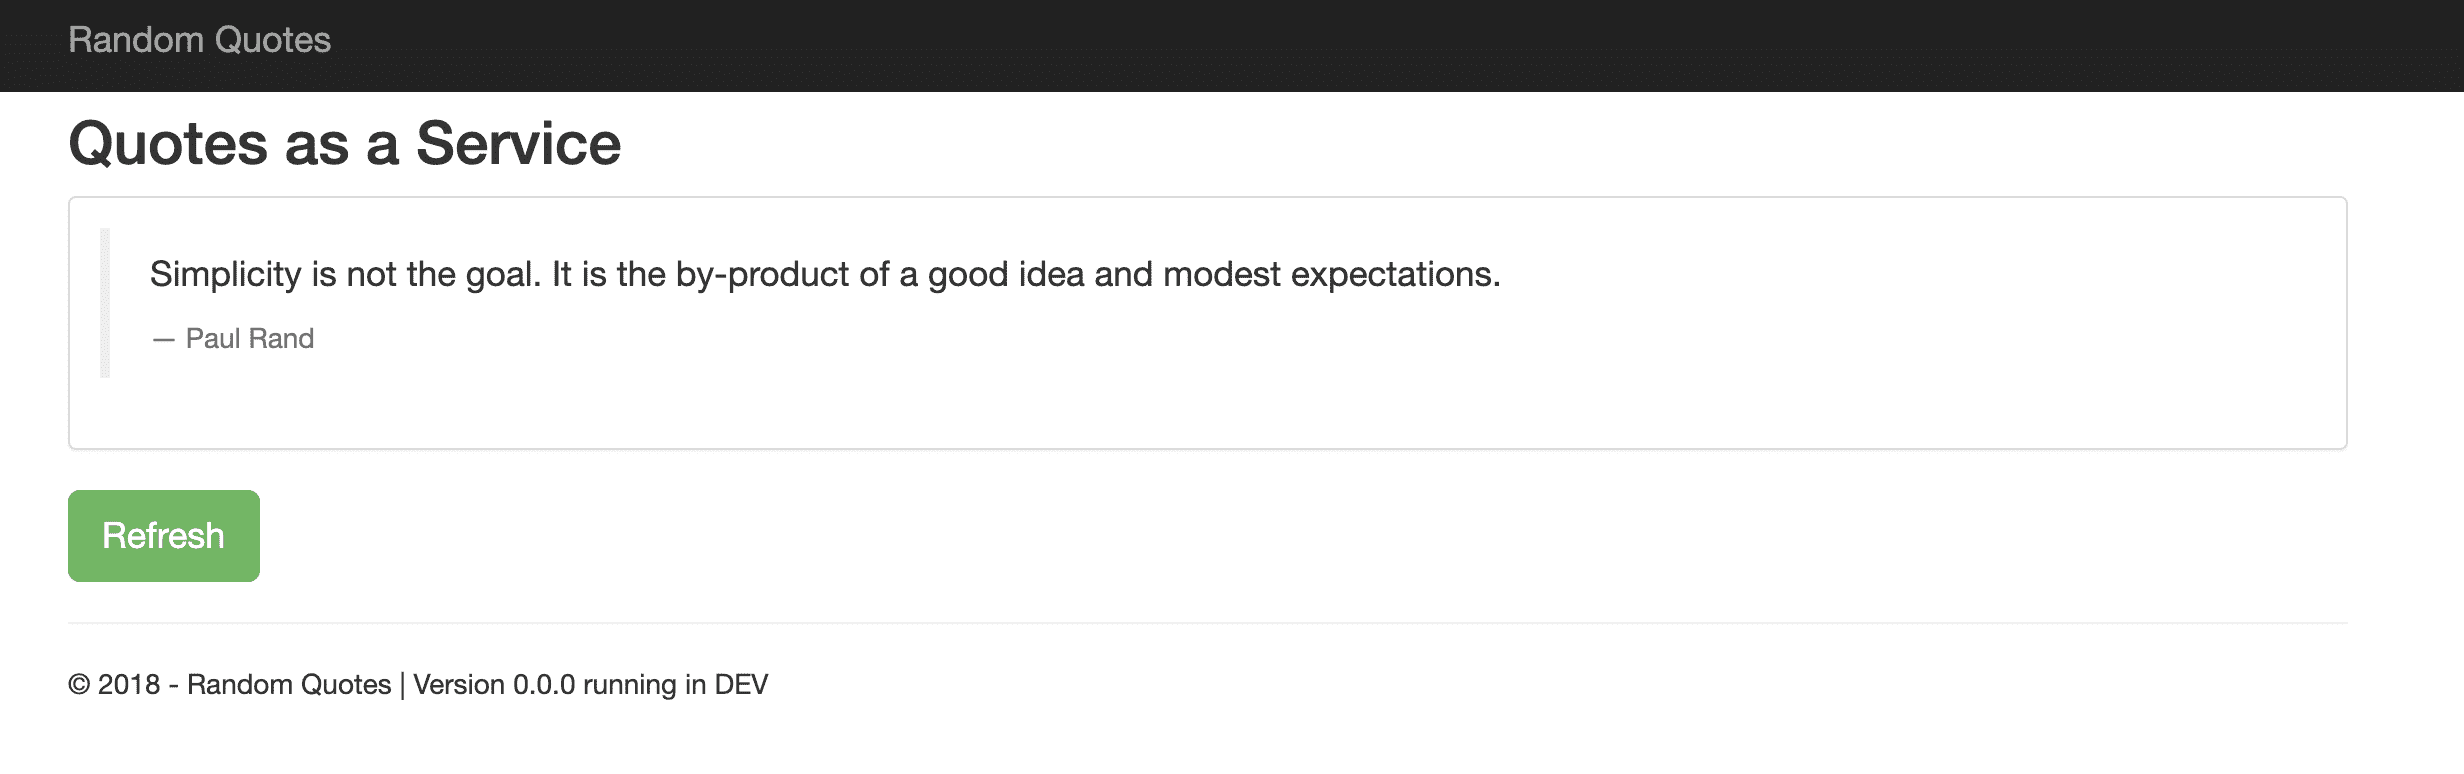 Random Quotes
Quotes as a Service
Simplicity is not the goal. It is the by-product of a good idea and modest expectations.
— Paul Rand
Refresh
© 2018 - Random Quotes | Version 0.0.0 running in DEV